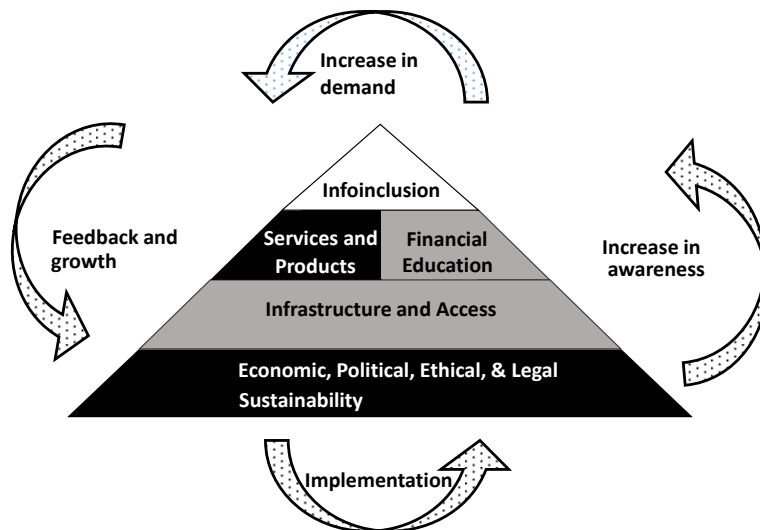 Increase in
demand
Infoinclusion
Services and
Products
Financial
Education
Feedback and
growth
Increase in
awareness
Infrastructure and Access
Economic, Political, Ethical, & Legal
Sustainability
Implementation